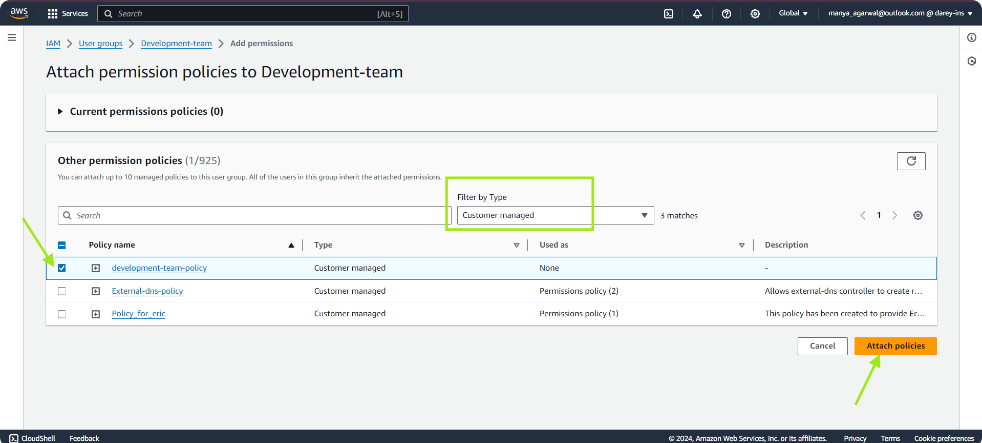 aws Services Search [Alt+S] Global manya_agarwal@outlook.com @ darey-ins
IAM > User groups > Development-team > Add permissions
Attach permission policies to Development-team
Current permissions policies (0)
Other permission policies (1/925)
You can attach up to 10 managed policies to this user group. All of the users in this group inherit the attached permissions.
Filter by Type
Search Customer managed 3 matches 1
Policy name Type Used as Description
development-team-policy Customer managed None -
External-dns-policy Customer managed Permissions policy (2) Allows external-dns controller to create r...
Policy_for_eric Customer managed Permissions policy (1) This policy has been created to provide Er...
Cancel Attach policies
CloudShell Feedback © 2024, Amazon Web Services, Inc. or its affiliates. Privacy Terms Cookie preferences